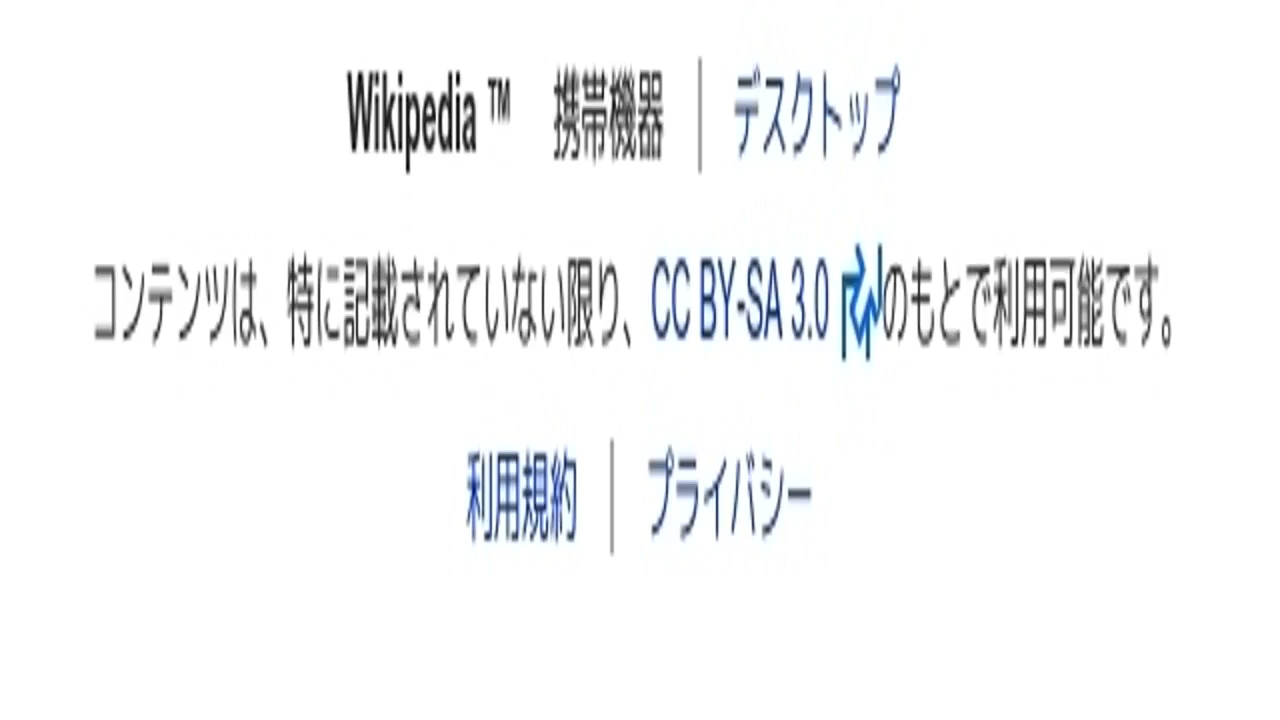 Wikipedia ™ 携帯機器 | デスクトップ
コンテンツは、特に記載されていない限り、CC BY-SA 3.0 のもとで利用可能です。
利用規約 | プライバシー